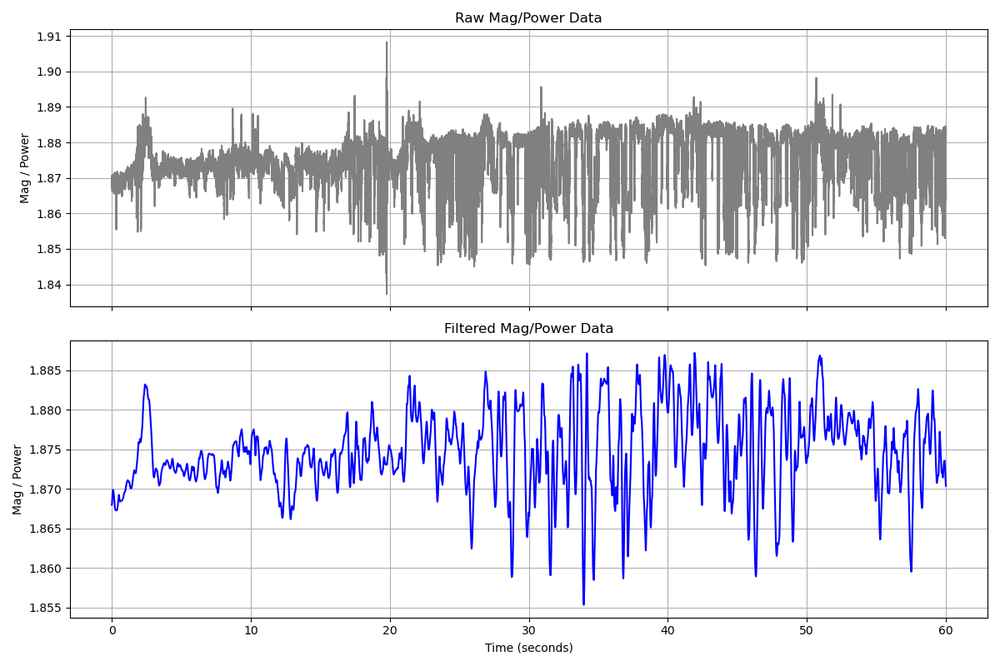 Raw Mag/Power Data
1.91
1.90
1.89
1.88
1.87
1.86
1.85
1.84
Mag / Power
Filtered Mag/Power Data
1.885
1.880
1.875
1.870
1.865
1.860
1.855
Mag / Power
0 10 20 30 40 50 60
Time (seconds)